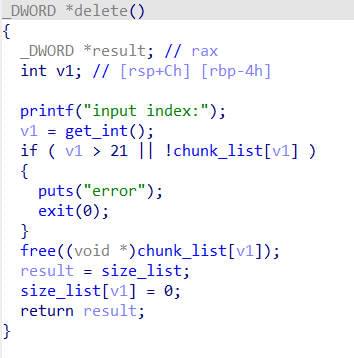 _DWORD *delete()
{
  _DWORD *result; // rax
  int v1; // [rsp+Ch] [rbp-4h]

  printf("input index:");
  v1 = get_int();
  if ( v1 > 21 || !chunk_list[v1] )
  {
    puts("error");
    exit(0);
  }
  free((void *)chunk_list[v1]);
  result = size_list;
  size_list[v1] = 0;
  return result;
}